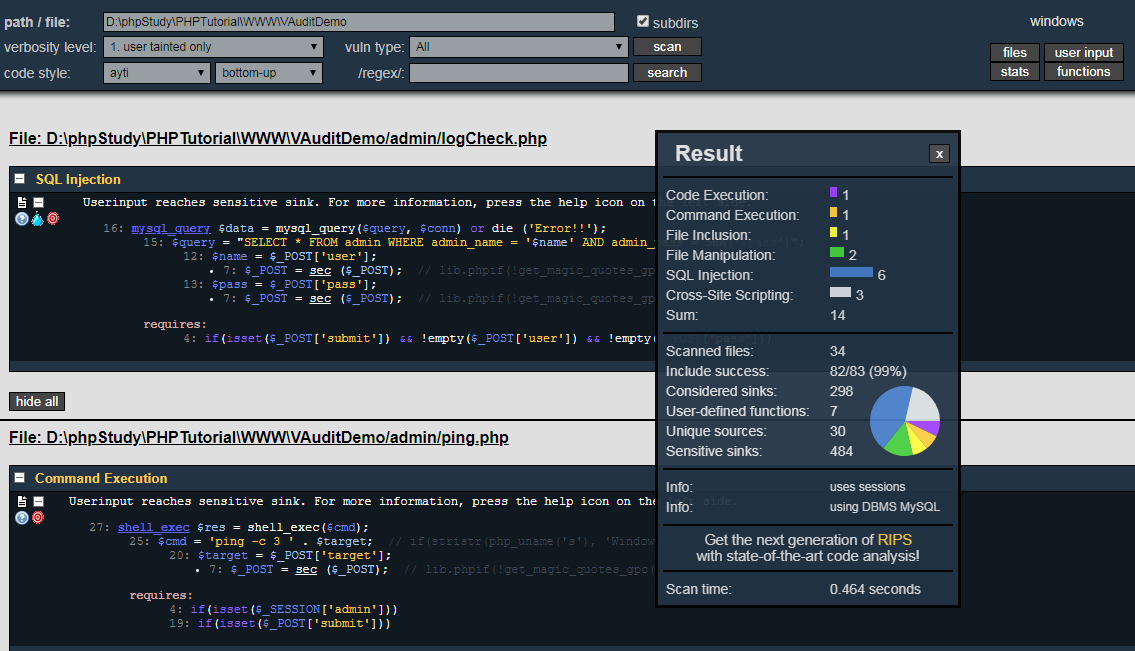 path / file: D:\phpStudy\PHPTutorial\WWW\VAuditDemo subdirs windows
verbosity level: 1. user tainted only vuln type: All scan files user input
code style: ayti bottom-up /regex/: search stats functions
File: D:\phpStudy\PHPTutorial\WWW\VAuditDemo/admin/logCheck.php
SQL Injection
Userinput reaches sensitive sink. For more information, press the help icon on the
16: mysql_query $data = mysql_query($query, $conn) or die ('Error!!');
15: $query = "SELECT * FROM admin WHERE admin_name = '$name' AND admin_
12: $name = $_POST['user'];
• 7: $_POST = sec ($_POST); // lib.phpif(!get_magic_quotes_gpc
13: $pass = $_POST['pass'];
• 7: $_POST = sec ($_POST); // lib.phpif(!get_magic_quotes_gpc
requires:
4: if(isset($_POST['submit']) && !empty($_POST['user']) && !empty($_POST['pass']))
hide all
File: D:\phpStudy\PHPTutorial\WWW\VAuditDemo/admin/ping.php
Command Execution
Userinput reaches sensitive sink. For more information, press the help icon on the left side.
27: shell_exec $res = shell_exec($cmd);
25: $cmd = 'ping -c 3 ' . $target; // if(stristr(php_uname('s'), 'Window
20: $target = $_POST['target'];
• 7: $_POST = sec ($_POST); // lib.phpif(!get_magic_quotes_gpc(
requires:
4: if(isset($_SESSION['admin']))
19: if(isset($_POST['submit']))
Result x
Code Execution: 1
Command Execution: 1
File Inclusion: 1
File Manipulation: 2
SQL Injection: 6
Cross-Site Scripting: 3
Sum: 14
Scanned files: 34
Include success: 82/83 (99%)
Considered sinks: 298
User-defined functions: 7
Unique sources: 30
Sensitive sinks: 484
Info: uses sessions
Info: using DBMS MySQL
Get the next generation of RIPS
with state-of-the-art code analysis!
Scan time: 0.464 seconds